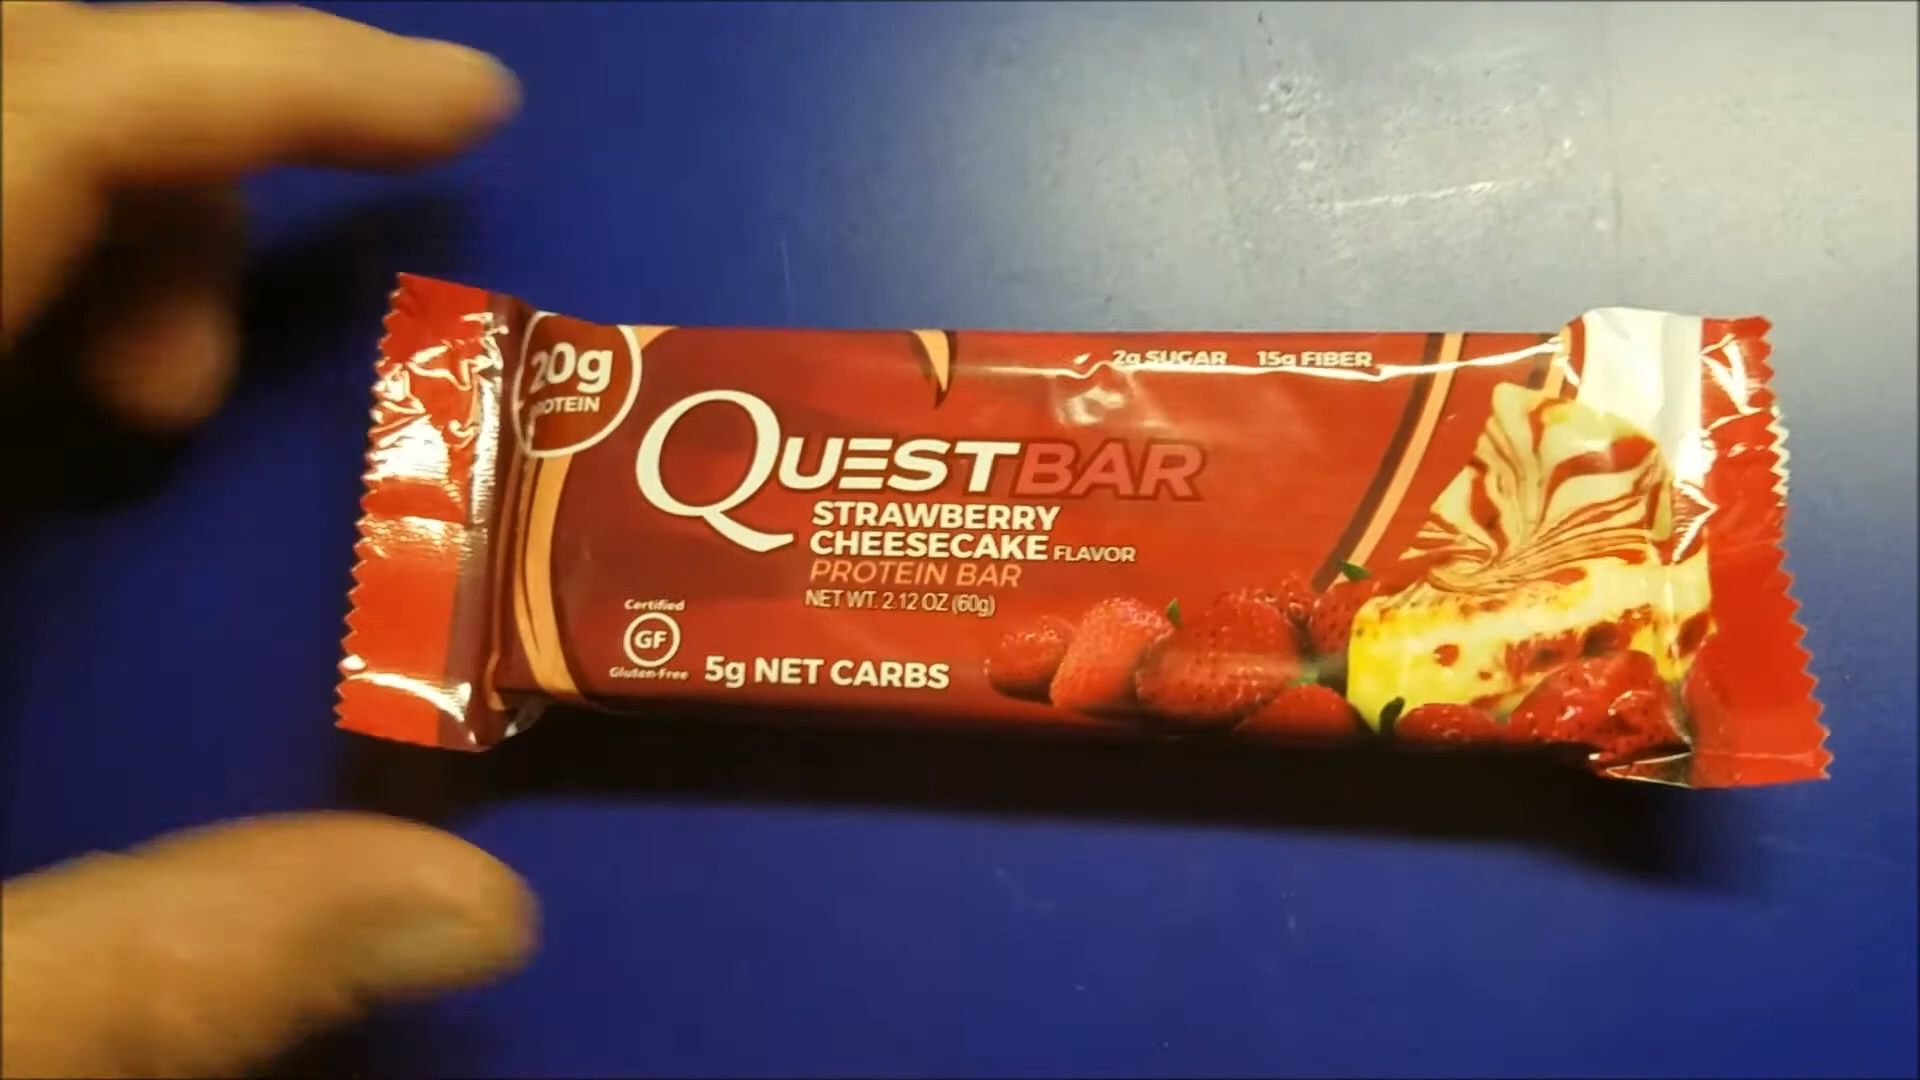 20g
PROTEIN
2g SUGAR 15g FIBER
QUESTBAR
STRAWBERRY
CHEESECAKE FLAVOR
PROTEIN BAR
NET WT. 2.12 OZ (60g)
Certified
GF
Gluten-Free
5g NET CARBS